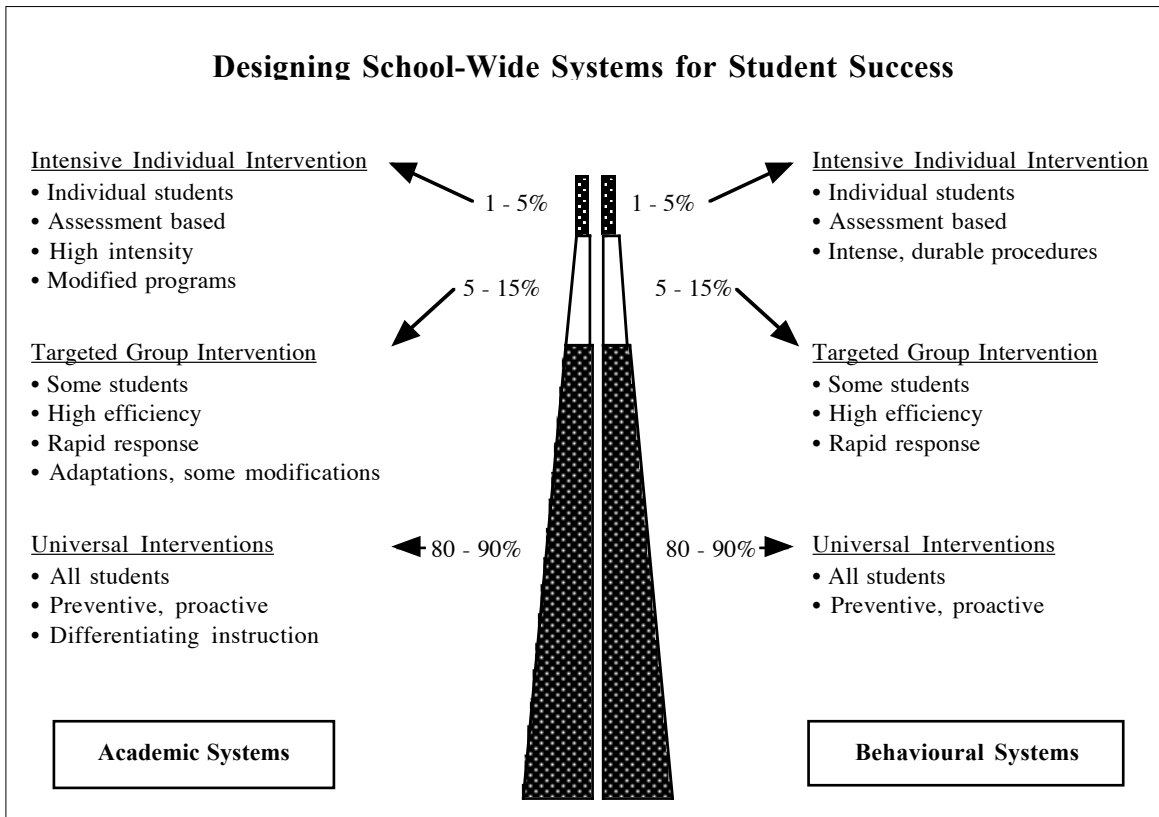 Designing School-Wide Systems for Student Success
Intensive Individual Intervention
• Individual students
• Assessment based
• High intensity
• Modified programs
1 - 5%
5 - 15%
Targeted Group Intervention
• Some students
• High efficiency
• Rapid response
• Adaptations, some modifications
Universal Interventions
• All students
• Preventive, proactive
• Differentiating instruction
80 - 90%
Academic Systems
1 - 5%
Intensive Individual Intervention
• Individual students
• Assessment based
• Intense, durable procedures
5 - 15%
Targeted Group Intervention
• Some students
• High efficiency
• Rapid response
80 - 90%
Universal Interventions
• All students
• Preventive, proactive
Behavioural Systems